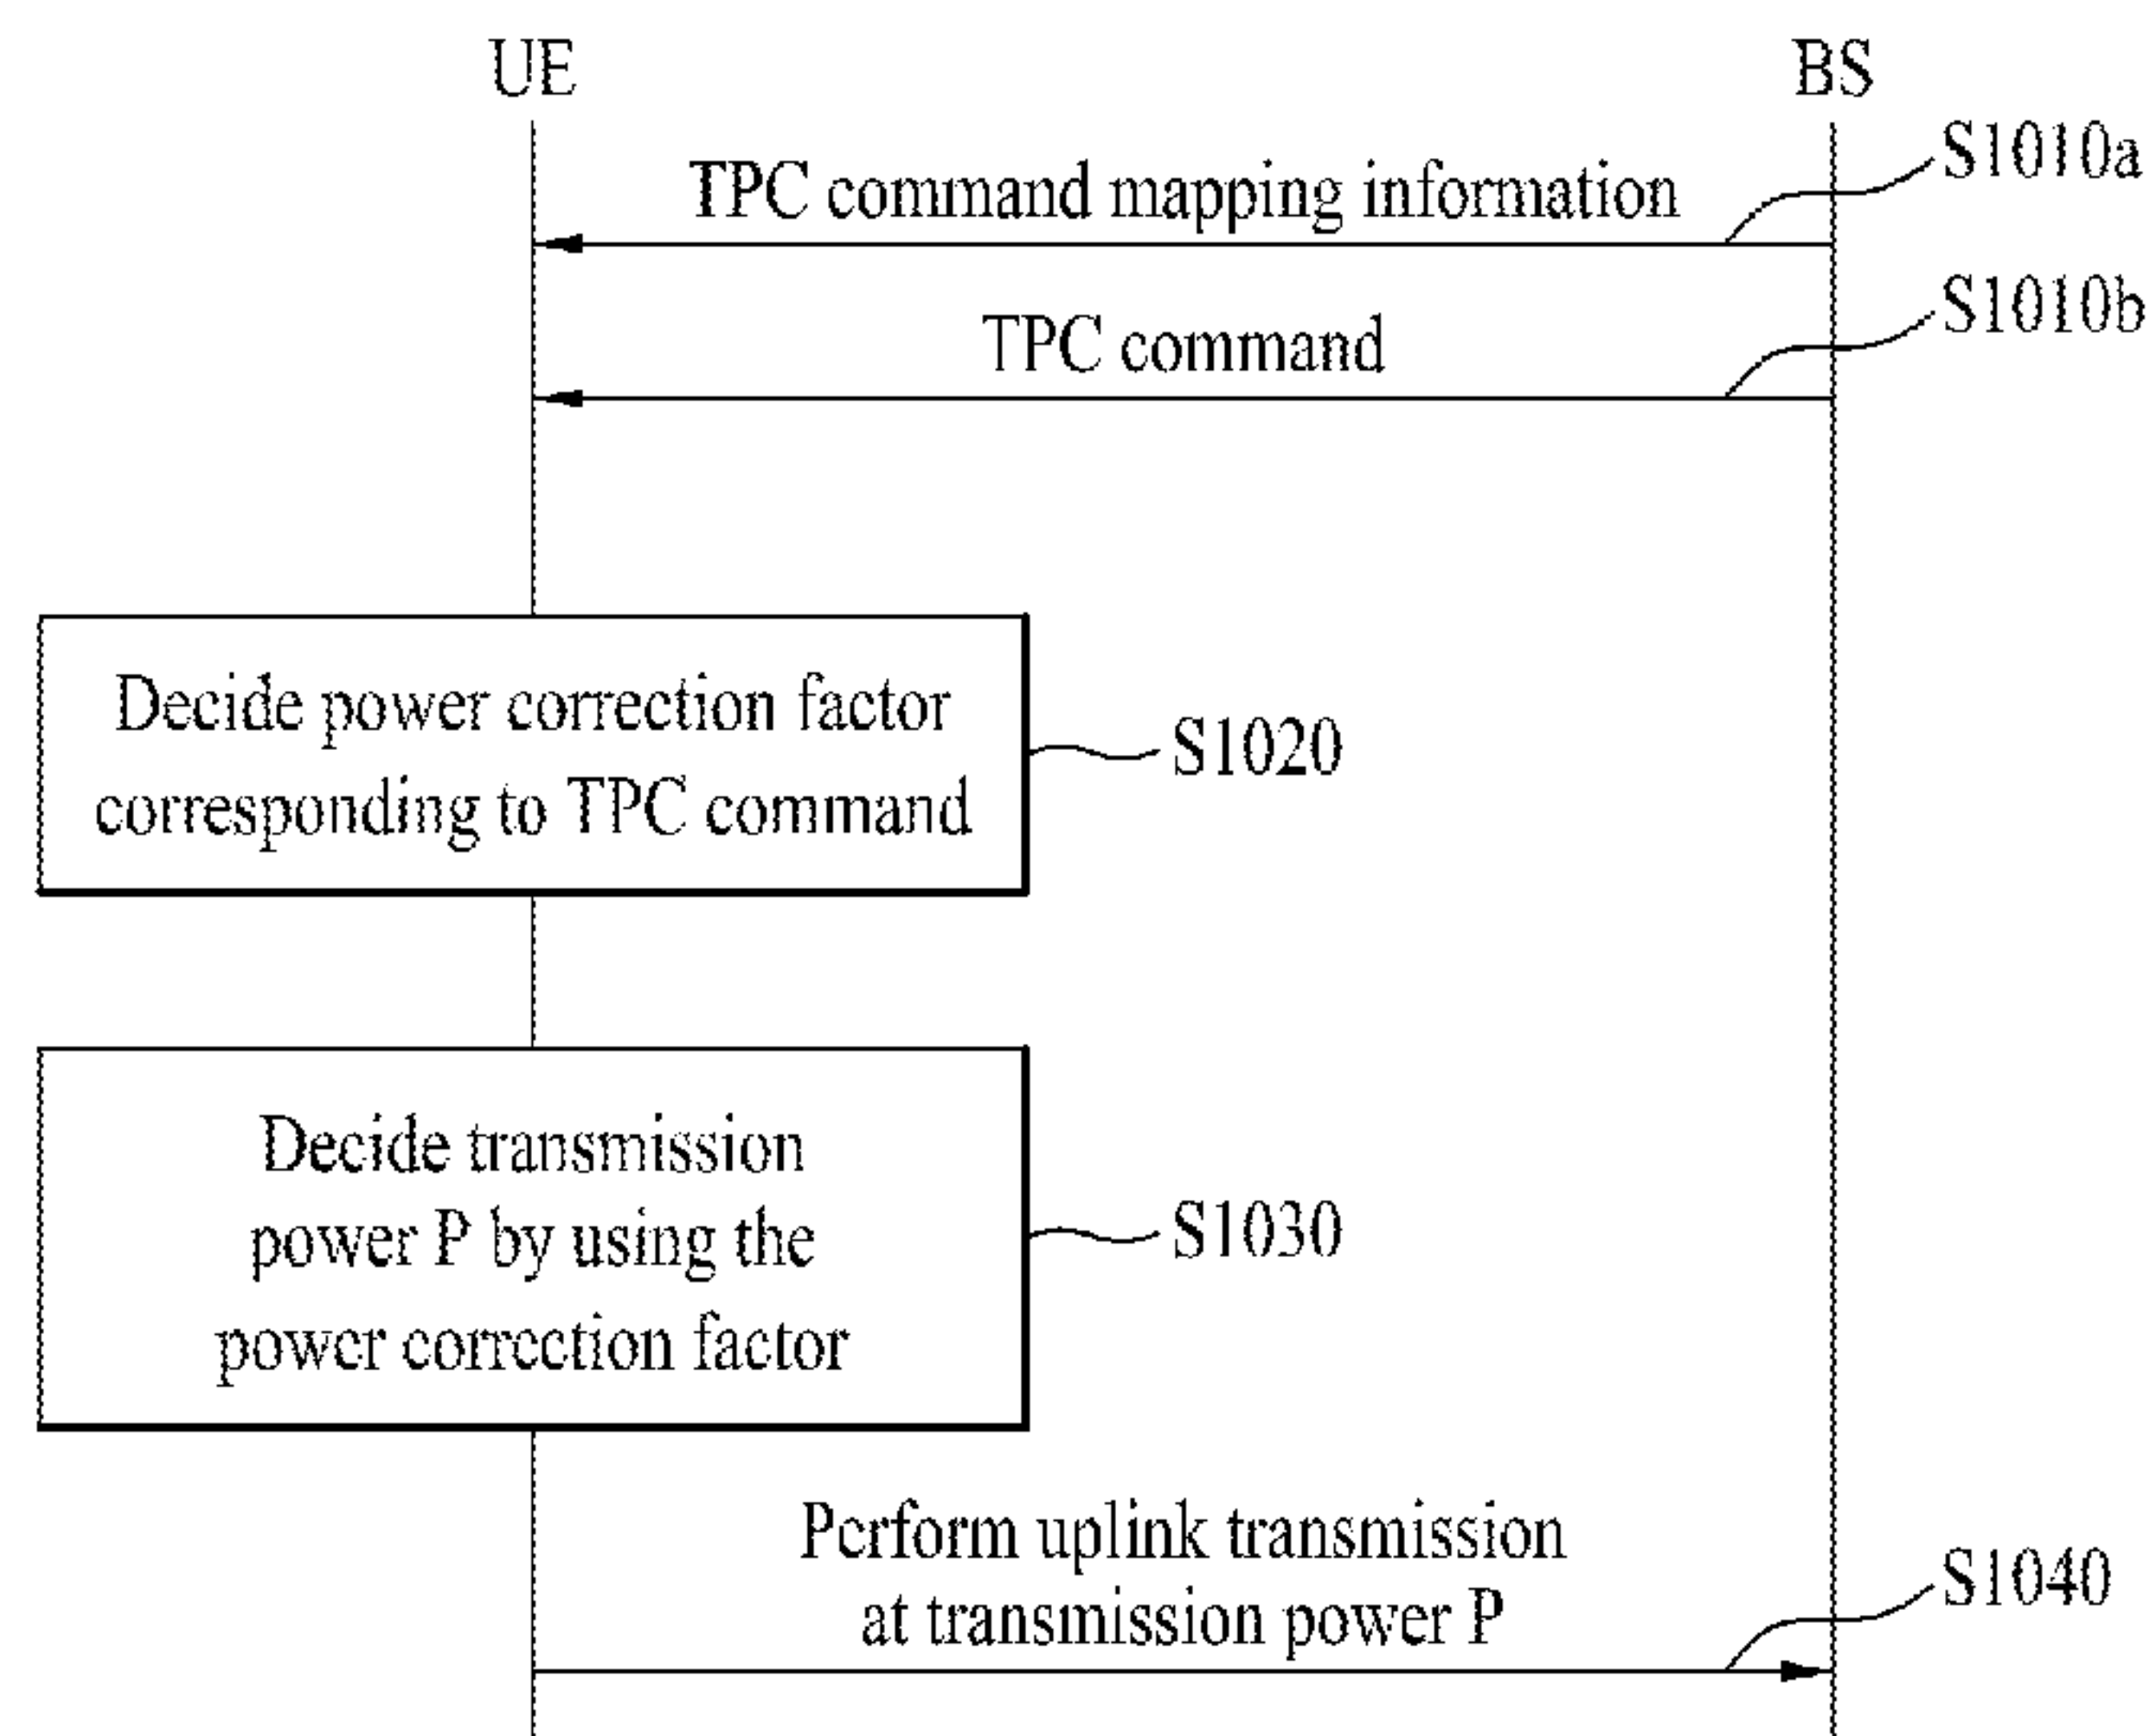 UE
BS
TPC command mapping information
S1010a
TPC command
S1010b
Decide power correction factor
corresponding to TPC command
S1020
Decide transmission
power P by using the
power correction factor
S1030
Perform uplink transmission
at transmission power P
S1040